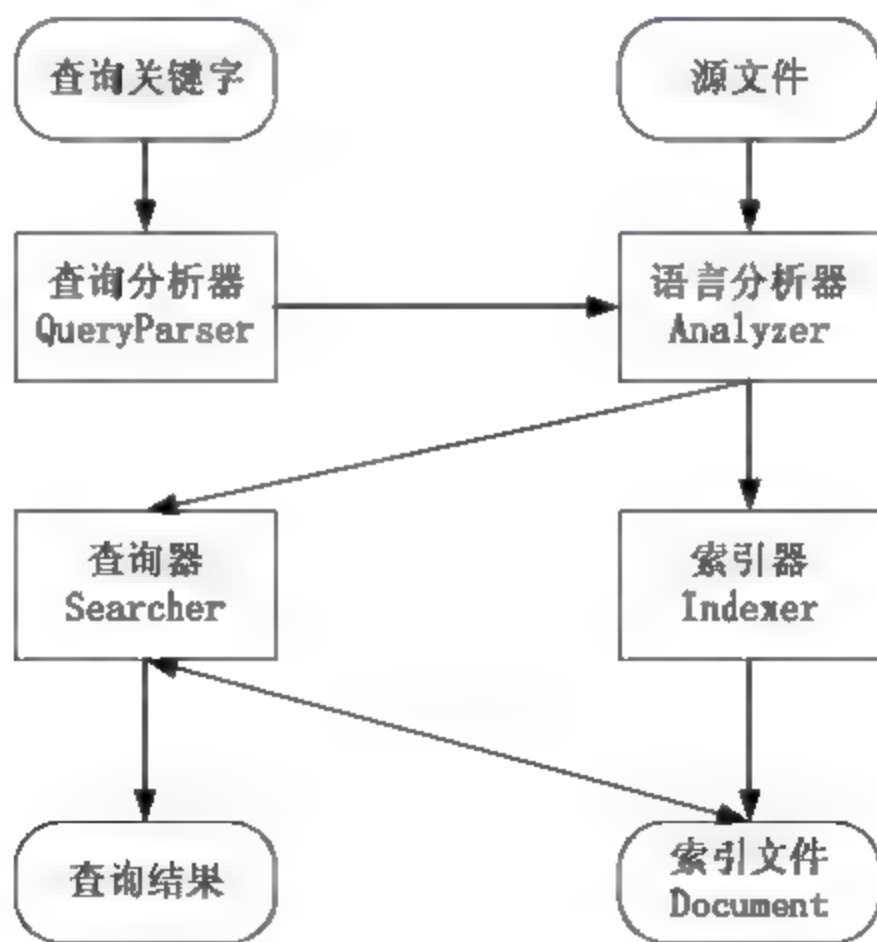 查询关键字
源文件
查询分析器
QueryParser
语言分析器
Analyzer
查询器
Searcher
索引器
Indexer
查询结果
索引文件
Document